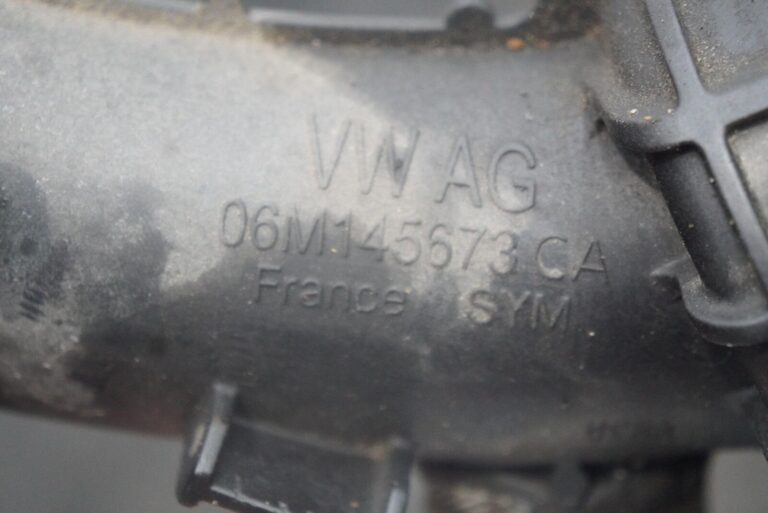 VW AG
06M145673 CA
France SYM